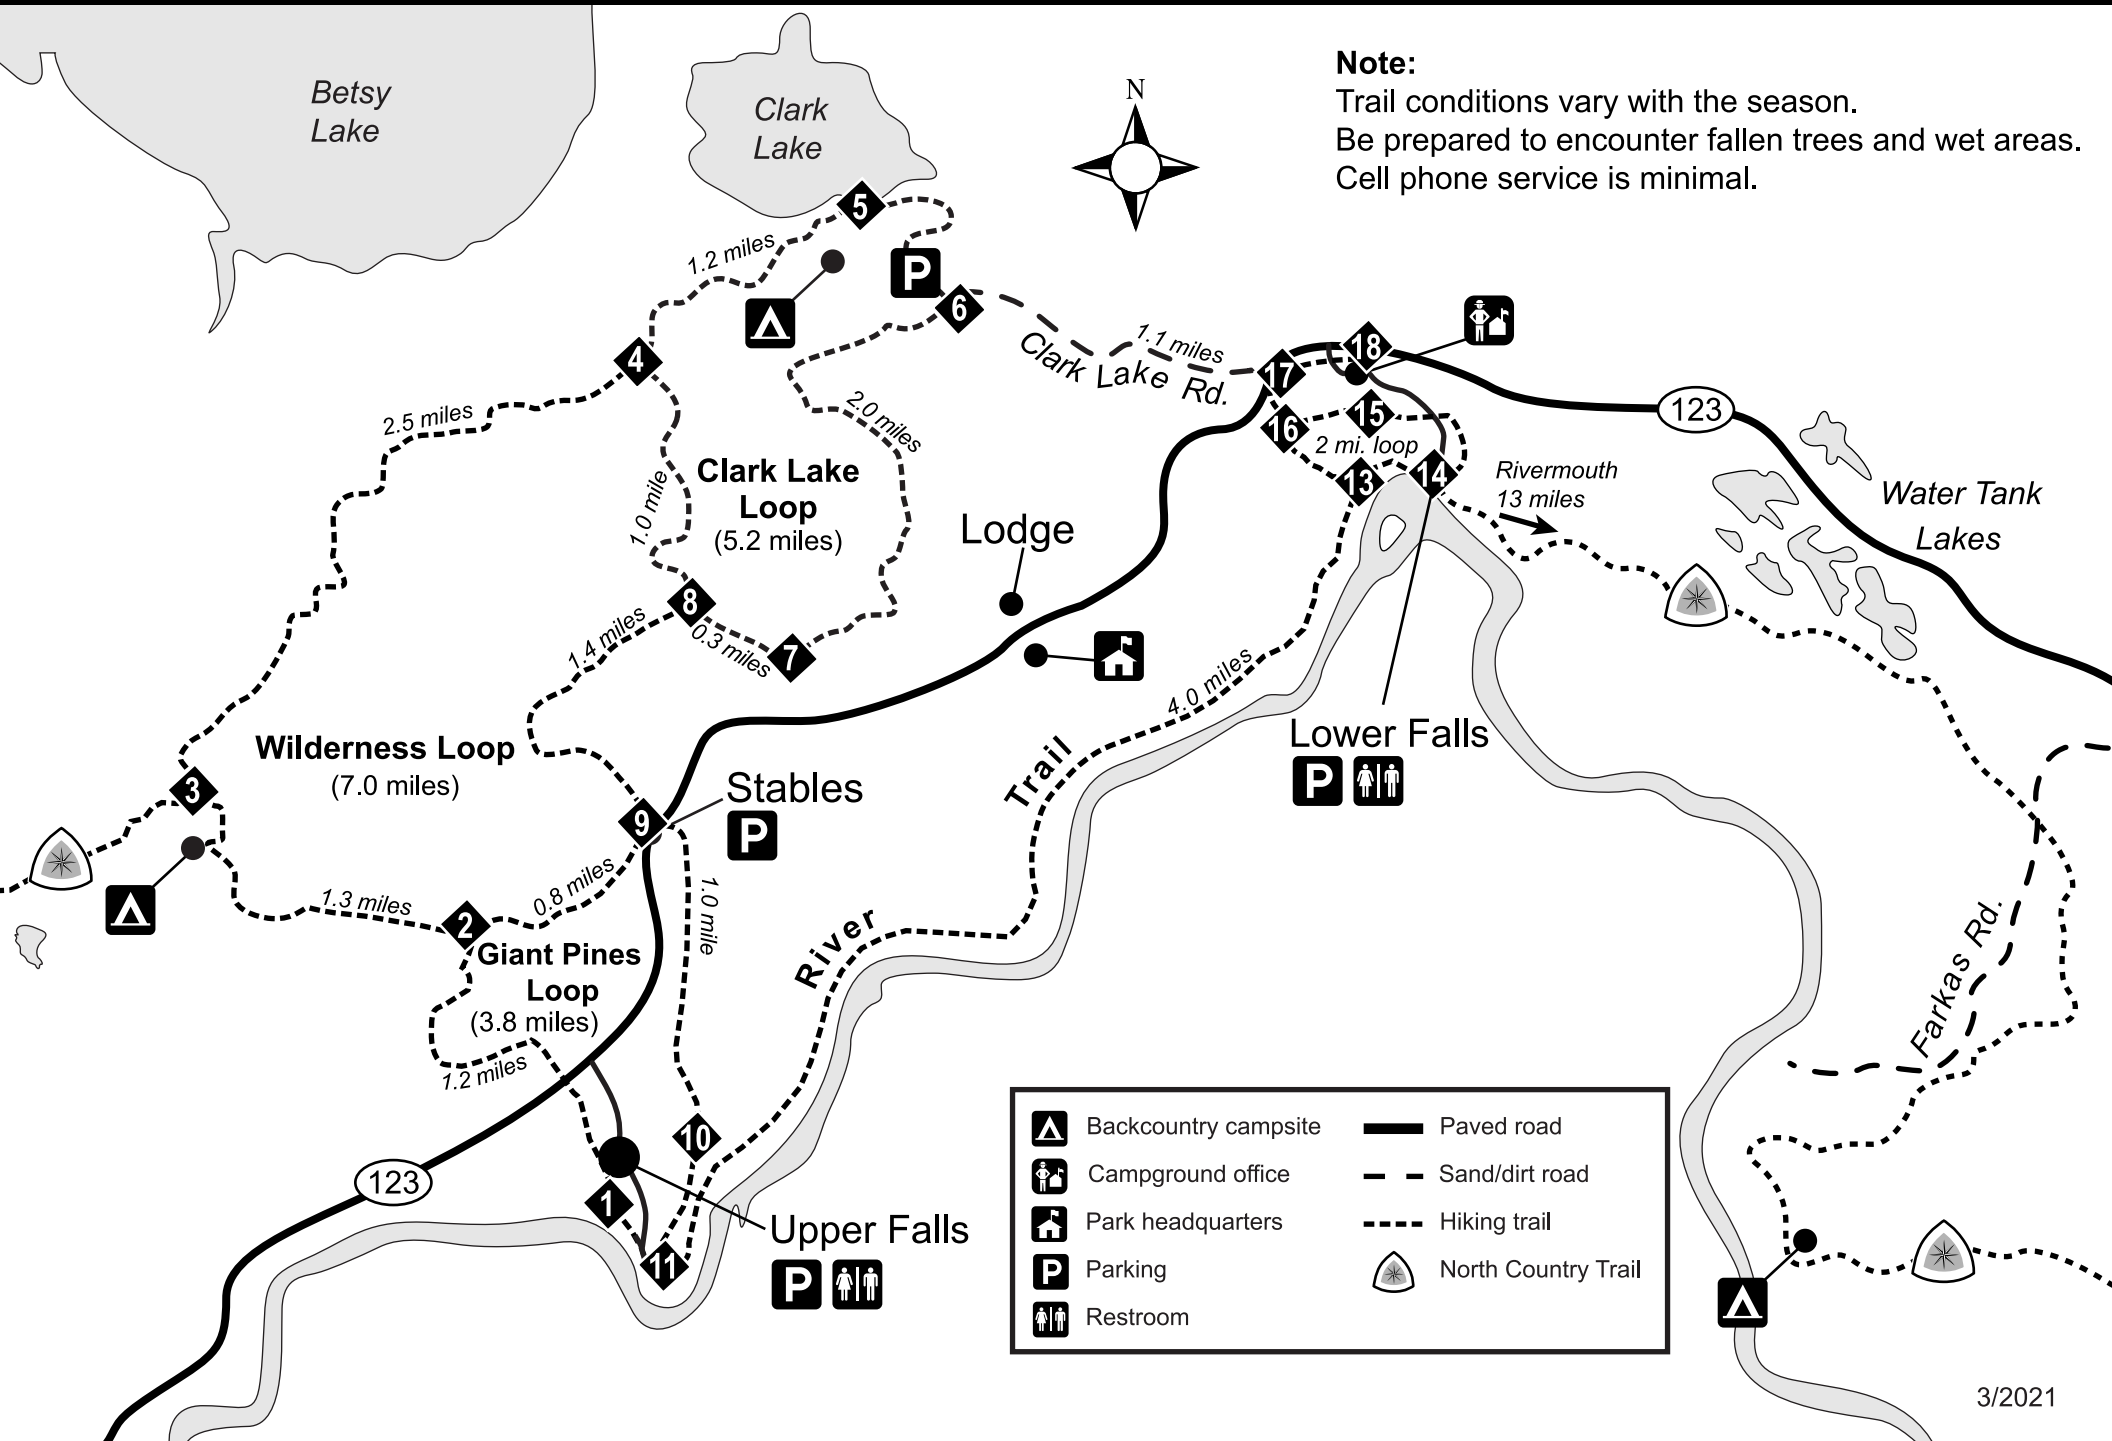 Betsy
Lake
Clark
Lake
N
Note:
Trail conditions vary with the season.
Be prepared to encounter fallen trees and wet areas.
Cell phone service is minimal.
5
1.2 miles
P
6
4
1.1 miles
Clark Lake Rd.
17
18
123
2.5 miles
2.0 miles
15
16
2 mi. loop
13
14
Rivermouth
13 miles
Water Tank
Lakes
Clark Lake
Loop
(5.2 miles)
1.0 mile
Lodge
8
1.4 miles
0.3 miles
7
4.0 miles
Wilderness Loop
(7.0 miles)
Lower Falls
P
3
9
Stables
P
River Trail
1.3 miles
2
0.8 miles
1.0 mile
Giant Pines
Loop
(3.8 miles)
1.2 miles
Farkas Rd.
10
123
1
11
Upper Falls
P
Backcountry campsite
Campground office
Park headquarters
P
Parking
Restroom
Paved road
Sand/dirt road
Hiking trail
North Country Trail
3/2021